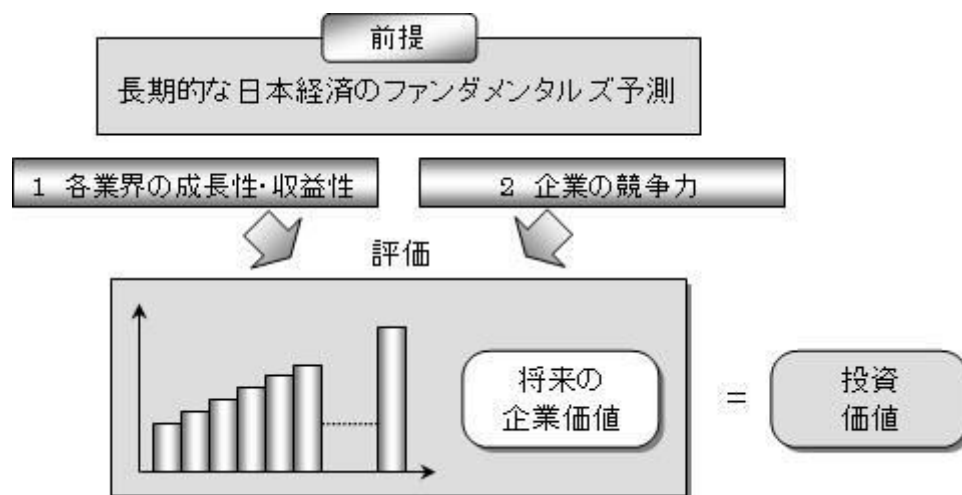 前提
長期的な日本経済のファンダメンタルズ予測
1 各業界の成長性・収益性
2 企業の競争力
評価
将来の
企業価値
=
投資
価値